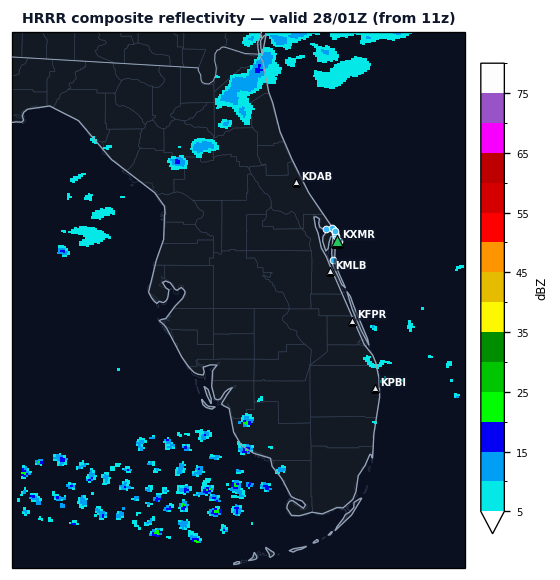 HRRR composite reflectivity — valid 28/01Z (from 11z)
KDAB
KXMR
KMLB
KFPR
KPBI
75
65
55
45
35
25
15
5
dBZ